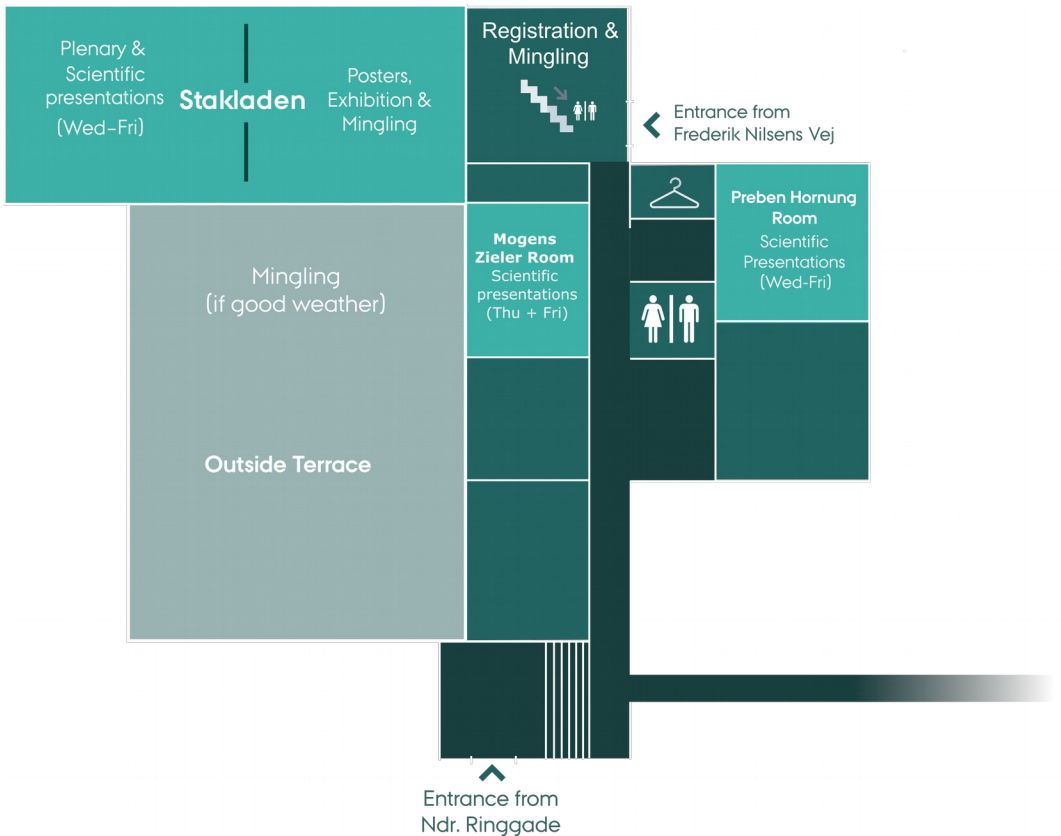 Plenary &
Scientific
presentations
(Wed–Fri)
Stakladen
Posters,
Exhibition &
Mingling
Registration &
Mingling
Entrance from
Frederik Nilsens Vej
Preben Hornung
Room
Scientific
Presentations
(Wed-Fri)
Mogens
Zieler Room
Scientific
presentations
(Thu + Fri)
Mingling
(if good weather)
Outside Terrace
Entrance from
Ndr. Ringgade